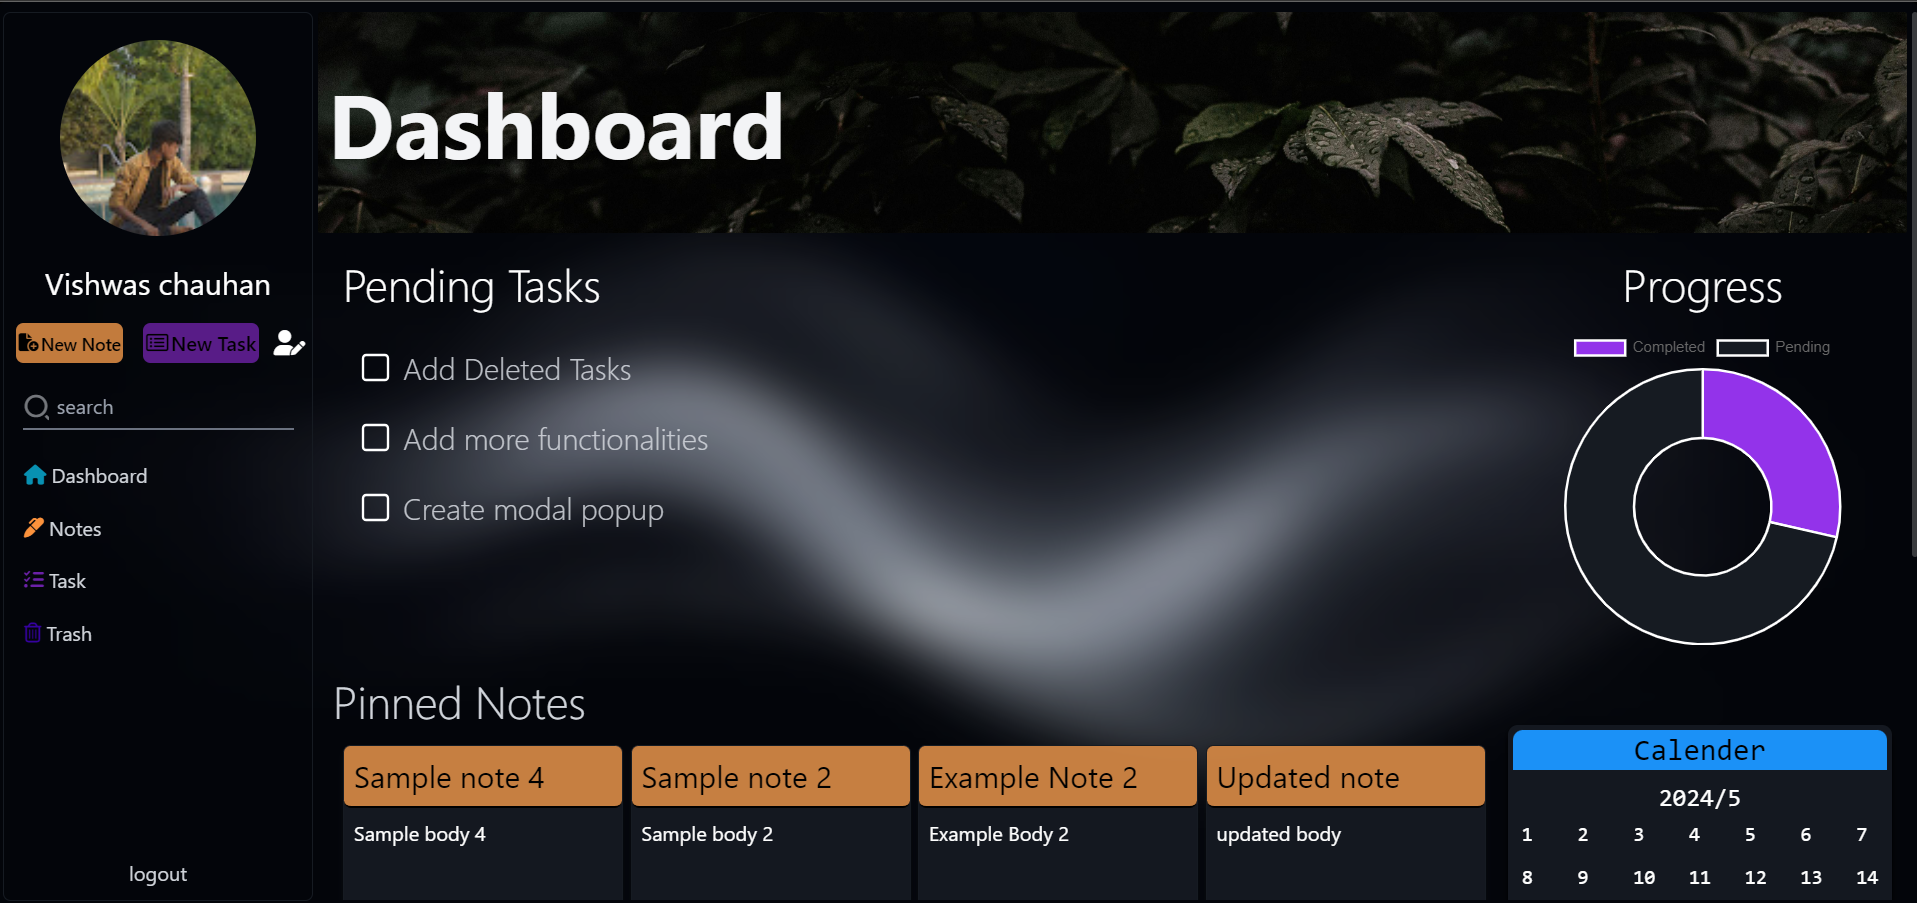 Vishwas chauhan
New Note
New Task
search
Dashboard
Notes
Task
Trash
logout
Dashboard
Pending Tasks
Add Deleted Tasks
Add more functionalities
Create modal popup
Progress
Completed Pending
Pinned Notes
Sample note 4
Sample body 4
Sample note 2
Sample body 2
Example Note 2
Example Body 2
Updated note
updated body
Calender
2024/5
1 2 3 4 5 6 7
8 9 10 11 12 13 14